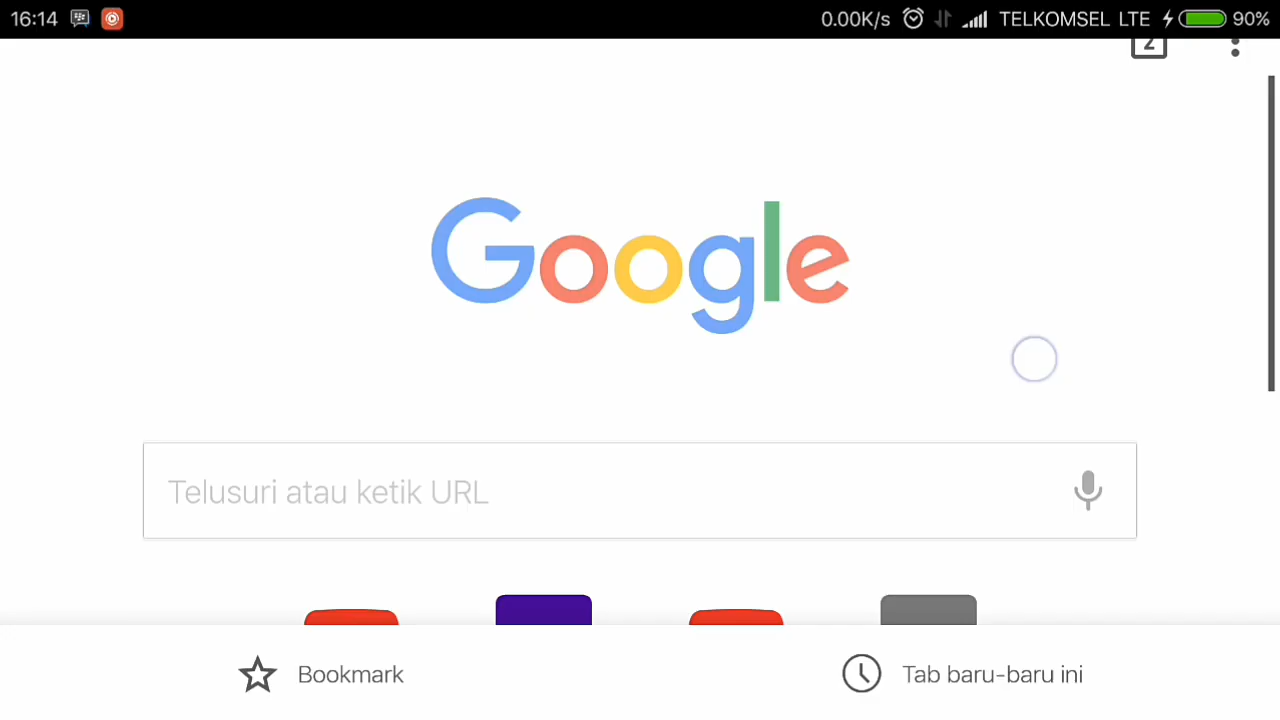 16:14 0.00K/s TELKOMSEL LTE 90%
2
Google
Telusuri atau ketik URL
Bookmark Tab baru-baru ini